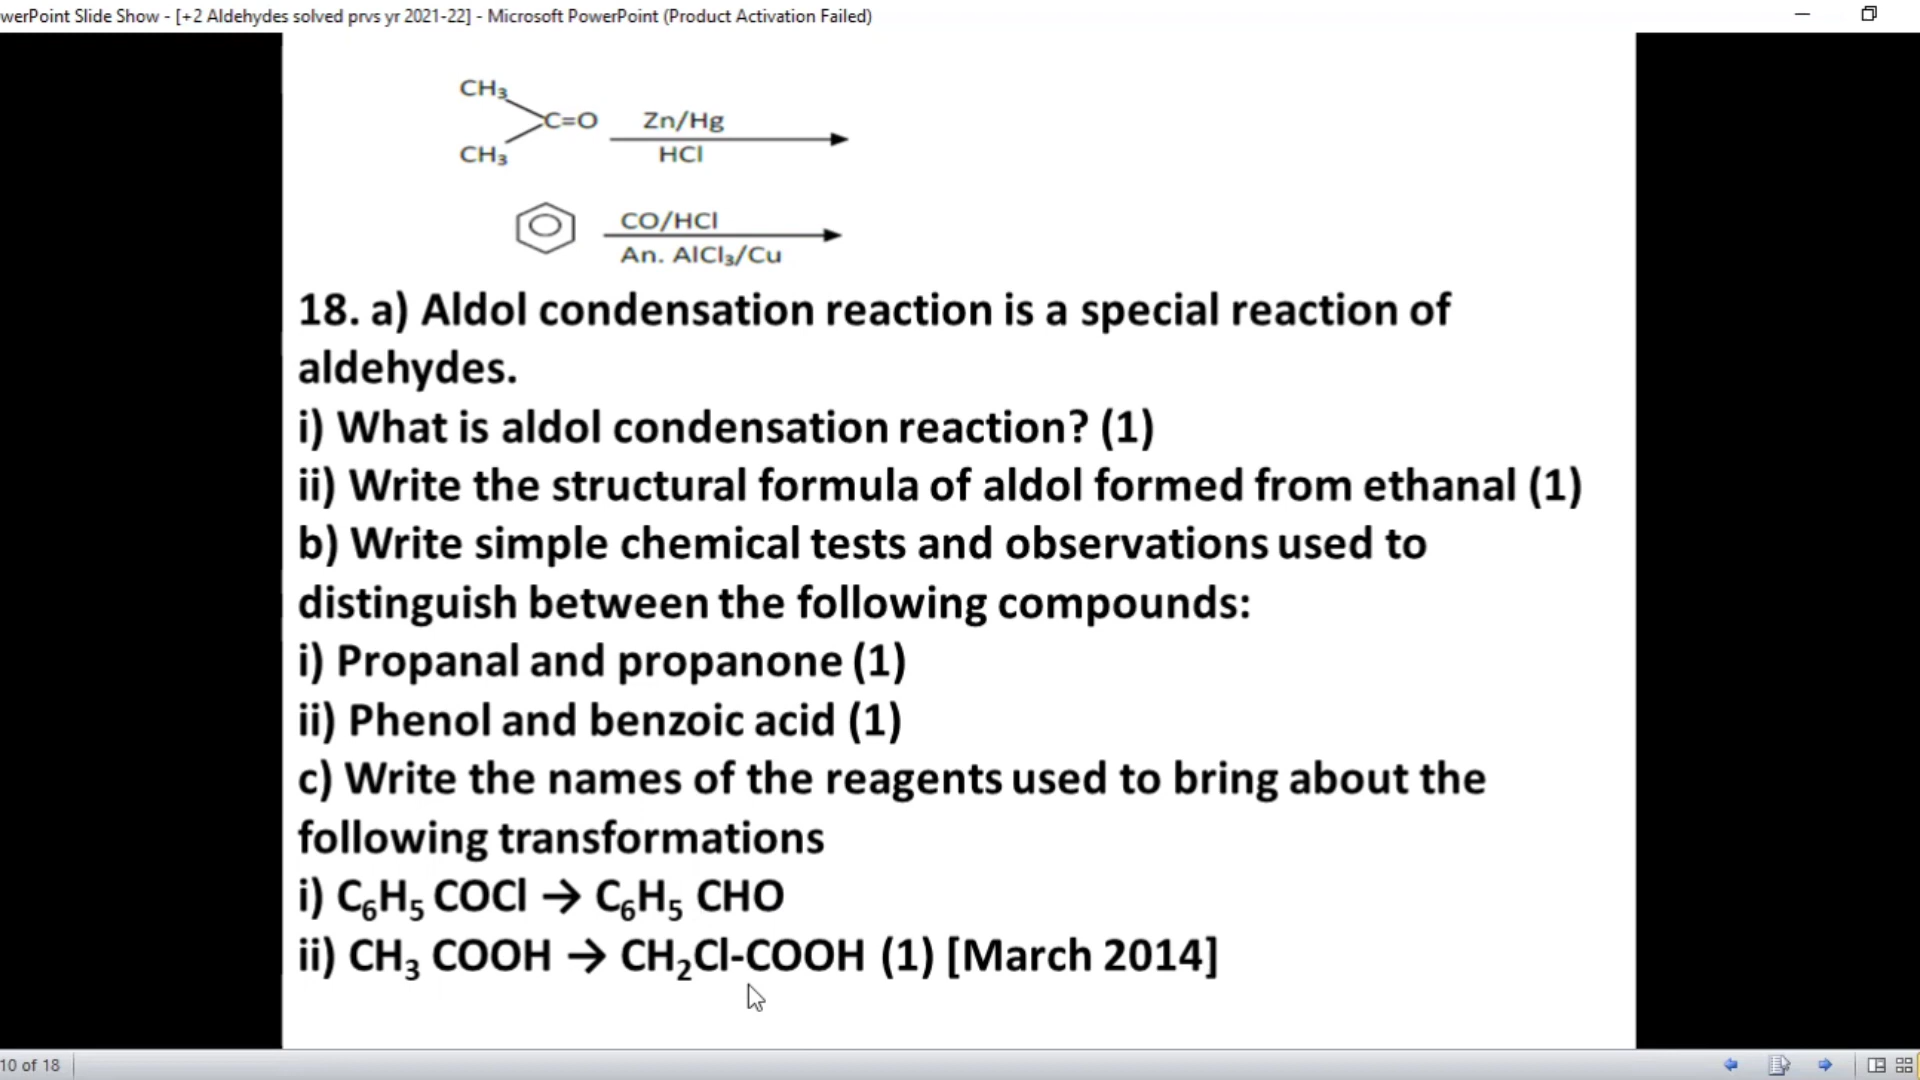 werPoint Slide Show - [+2 Aldehydes solved prvs yr 2021-22] - Microsoft PowerPoint (Product Activation Failed)
CH₃
C=O Zn/Hg
CH₃ HCl
CO/HCl
An. AlCl₃/Cu
18. a) Aldol condensation reaction is a special reaction of
aldehydes.
i) What is aldol condensation reaction? (1)
ii) Write the structural formula of aldol formed from ethanal (1)
b) Write simple chemical tests and observations used to
distinguish between the following compounds:
i) Propanal and propanone (1)
ii) Phenol and benzoic acid (1)
c) Write the names of the reagents used to bring about the
following transformations
i) C₆H₅ COCl → C₆H₅ CHO
ii) CH₃ COOH → CH₂Cl-COOH (1) [March 2014]
10 of 18